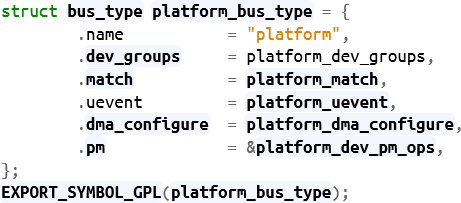 struct bus_type platform_bus_type = {
        .name           = "platform",
        .dev_groups     = platform_dev_groups,
        .match          = platform_match,
        .uevent         = platform_uevent,
        .dma_configure  = platform_dma_configure,
        .pm             = &platform_dev_pm_ops,
};
EXPORT_SYMBOL_GPL(platform_bus_type);